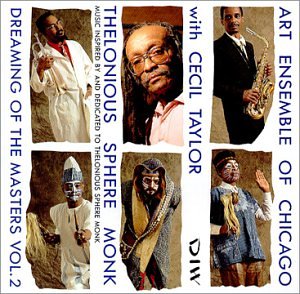 ART ENSEMBLE OF CHICAGO
with CECIL TAYLOR
DIW
THELONIOUS SPHERE MONK
MUSIC INSPIRED BY AND DEDICATED TO THELONIOUS SPHERE MONK
DREAMING OF THE MASTERS VOL. 2